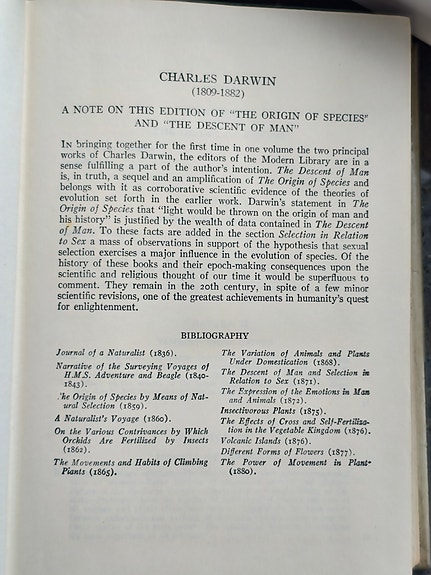 CHARLES DARWIN
(1809-1882)
A NOTE ON THIS EDITION OF "THE ORIGIN OF SPECIES"
AND "THE DESCENT OF MAN"
IN bringing together for the first time in one volume the two principal
works of Charles Darwin, the editors of the Modern Library are in a
sense fulfilling a part of the author's intention. The Descent of Man
is, in truth, a sequel and an amplification of The Origin of Species and
belongs with it as corroborative scientific evidence of the theories of
evolution set forth in the earlier work. Darwin's statement in The
Origin of Species that "light would be thrown on the origin of man and
his history" is justified by the wealth of data contained in The Descent
of Man. To these facts are added in the section Selection in Relation
to Sex a mass of observations in support of the hypothesis that sexual
selection exercises a major influence in the evolution of species. Of the
history of these books and their epoch-making consequences upon the
scientific and religious thought of our time it would be superfluous to
comment. They remain in the 20th century, in spite of a few minor
scientific revisions, one of the greatest achievements in humanity's quest
for enlightenment.
BIBLIOGRAPHY
Journal of a Naturalist (1836).
Narrative of the Surveying Voyages of
H.M.S. Adventure and Beagle (1840-
1843).
The Origin of Species by Means of Nat-
ural Selection (1859).
A Naturalist's Voyage (1860).
On the Various Contrivances by Which
Orchids Are Fertilized by Insects
(1862).
The Movements and Habits of Climbing
Plants (1865).
The Variation of Animals and Plants
Under Domestication (1868).
The Descent of Man and Selection in
Relation to Sex (1871).
The Expression of the Emotions in Man
and Animals (1872).
Insectivorous Plants (1875).
The Effects of Cross and Self-Fertiliza-
tion in the Vegetable Kingdom (1876).
Volcanic Islands (1876).
Different Forms of Flowers (1877).
The Power of Movement in Plants
(1880).